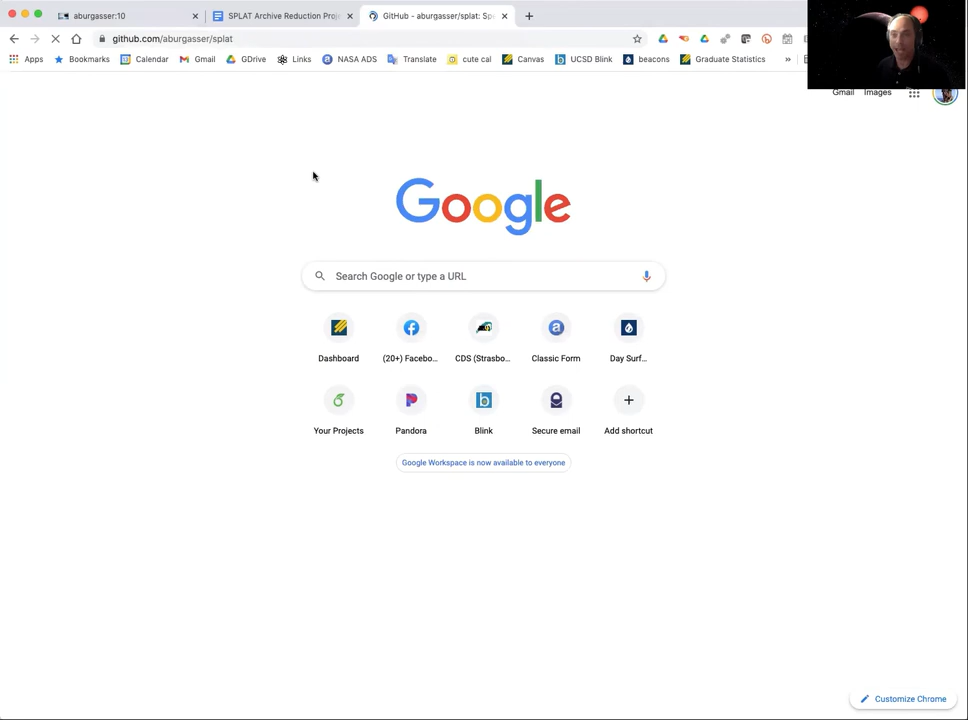 aburgasser:10
SPLAT Archive Reduction Proje
GitHub - aburgasser/splat: Spe
github.com/aburgasser/splat
Apps Bookmarks Calendar Gmail GDrive Links NASA ADS Translate cute cal Canvas UCSD Blink beacons Graduate Statistics »
Gmail Images
Google
Search Google or type a URL
Dashboard (20+) Facebo... CDS (Strasbo... Classic Form Day Surf...
Your Projects Pandora Blink Secure email Add shortcut
Google Workspace is now available to everyone
Customize Chrome